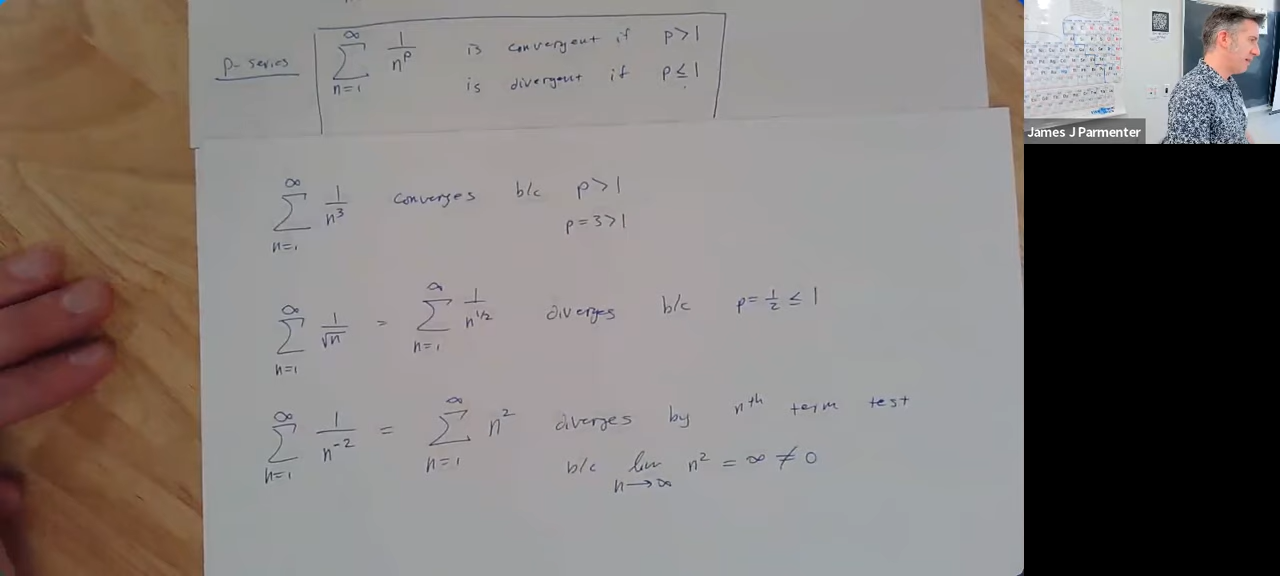 p-series
∞ ∑ n=1 1/n^p is convergent if p>1
is divergent if p≤1
∞ ∑ n=1 1/n^3 converges b/c p>1
p=3>1
∞ ∑ n=1 1/√n = ∞ ∑ n=1 1/n^1/2 diverges b/c p=1/2 ≤ 1
∞ ∑ n=1 1/n^-2 = ∞ ∑ n=1 n^2 diverges by nth term test
b/c lim n→∞ n^2 = ∞ ≠ 0
James J Parmenter